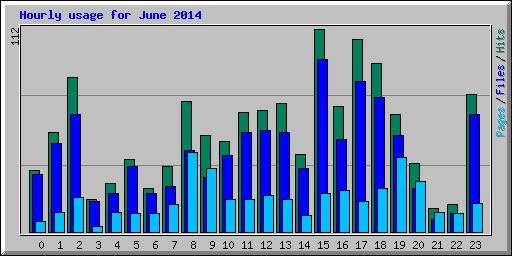 Hourly usage for June 2014
112
Pages / Files / Hits
0 1 2 3 4 5 6 7 8 9 10 11 12 13 14 15 16 17 18 19 20 21 22 23